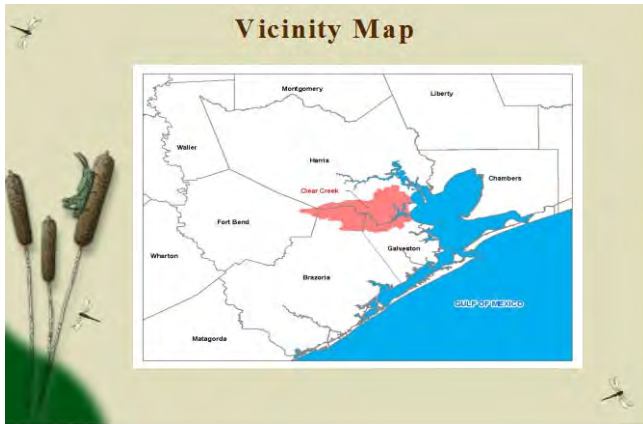 Vicinity Map
Montgomery
Liberty
Waller
Harris
Chambers
Clear Creek
Fort Bend
Galveston
Wharton
Brazoria
GULF OF MEXICO
Matagorda